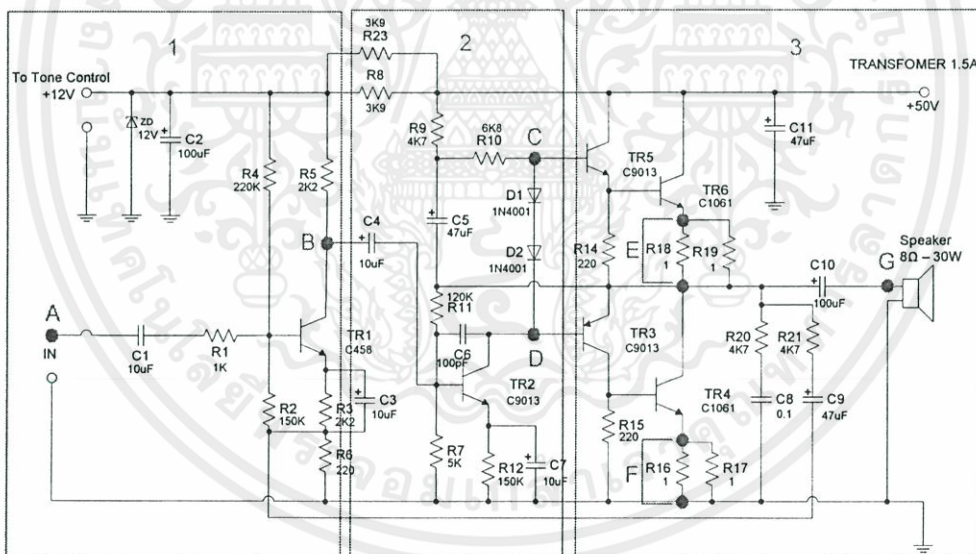 1
2
3
To Tone Control
+12V
3K9
R23
R8
3K9
TRANSFOMER 1.5A
+50V
ZD
12V
C2
100uF
R4
220K
R5
2K2
R9
4K7
6K8
R10
C
C11
47uF
TR5
C9013
TR6
C1061
D1
1N4001
B
C4
10uF
C5
47uF
D2
1N4001
R14
220
E
R18
1
R19
1
Speaker
8Ω – 30W
G
C10
100uF
A
IN
C1
10uF
R1
1K
TR1
C458
120K
R11
C6
100pF
D
TR2
C9013
TR3
C9013
TR4
C1061
R20
4K7
R21
4K7
C3
10uF
R2
150K
R3
2K2
R6
220
R7
5K
R12
150K
C7
10uF
R15
220
F
R16
1
R17
1
C8
0.1
C9
47uF